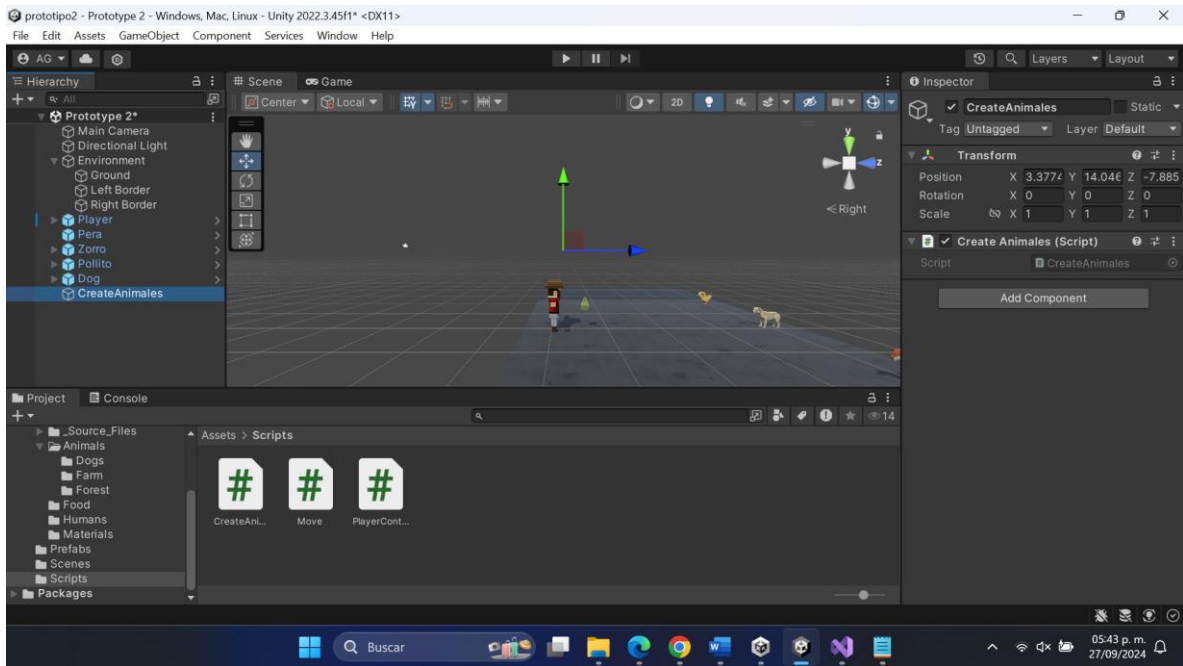 prototipo2 - Prototype 2 - Windows, Mac, Linux - Unity 2022.3.45f1* <DX11>
File Edit Assets GameObject Component Services Window Help
AG
Layers Layout
Hierarchy
All
Prototype 2*
Main Camera
Directional Light
Environment
Ground
Left Border
Right Border
Player
Pera
Zorro
Pollito
Dog
CreateAnimales
Scene Game
Center Local 2D
y
z
Right
Inspector
CreateAnimales Static
Tag Untagged Layer Default
Transform
Position X 3.3774 Y 14.046 Z -7.885
Rotation X 0 Y 0 Z 0
Scale X 1 Y 1 Z 1
# Create Animales (Script)
Script CreateAnimales
Add Component
Project Console
14
_Source_Files
Animals
Dogs
Farm
Forest
Food
Humans
Materials
Prefabs
Scenes
Scripts
Packages
Assets > Scripts
# # #
CreateAni... Move PlayerCont...
Buscar
05:43 p. m.
27/09/2024